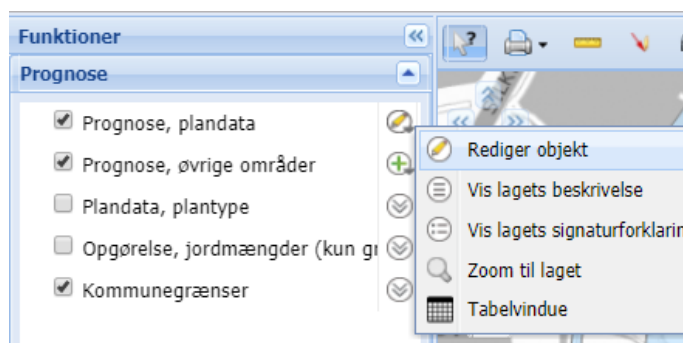 Funktioner
Prognose
Prognose, plandata
Prognose, øvrige områder
Plandata, plantype
Opgørelse, jordmængder (kun gr
Kommunegrænser
Rediger objekt
Vis lagets beskrivelse
Vis lagets signaturforklarin
Zoom til laget
Tabelvindue